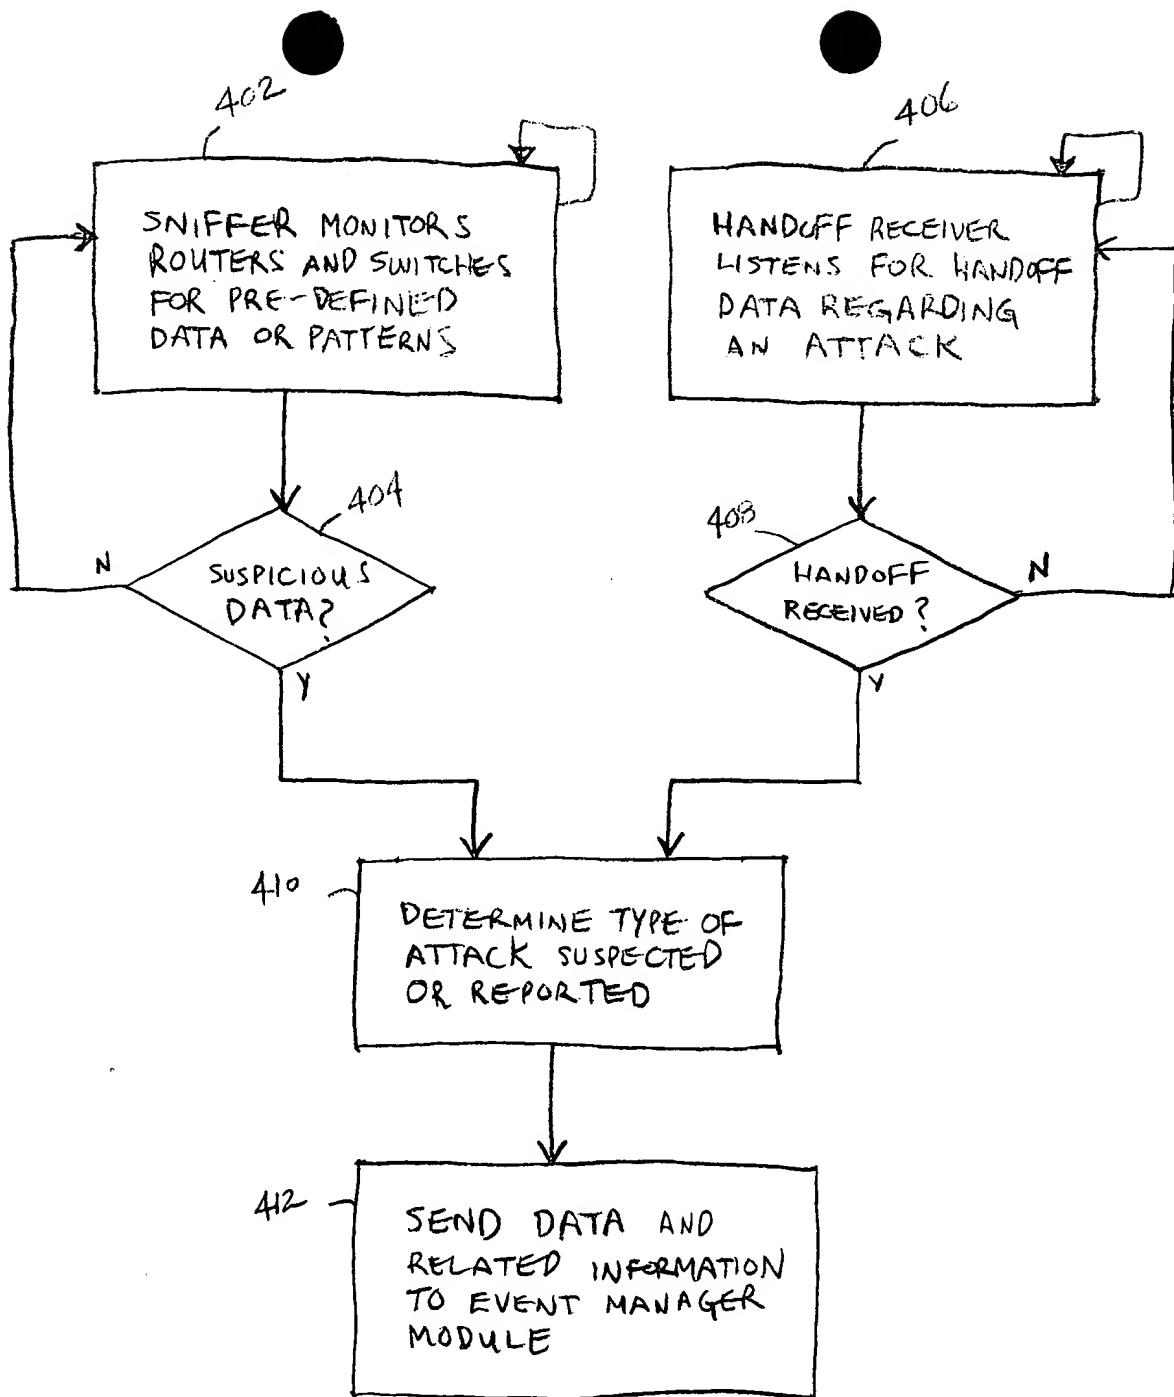 402
SNIFFER MONITORS
ROUTERS AND SWITCHES
FOR PRE-DEFINED
DATA OR PATTERNS
404
SUSPICIOUS
DATA?
N
Y
406
HANDOFF RECEIVER
LISTENS FOR HANDOFF
DATA REGARDING
AN ATTACK
408
HANDOFF
RECEIVED?
N
Y
410
DETERMINE TYPE OF
ATTACK SUSPECTED
OR REPORTED
412
SEND DATA AND
RELATED INFORMATION
TO EVENT MANAGER
MODULE